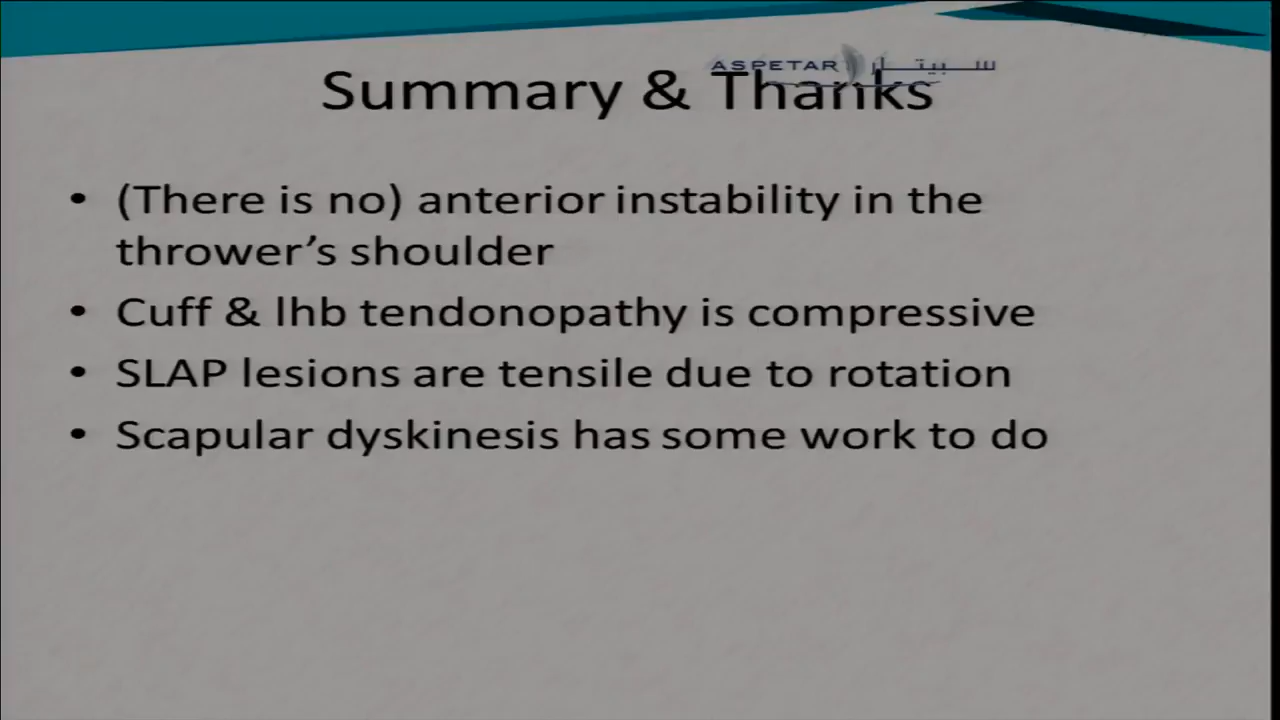 ASPETAR سبيتار
Summary & Thanks
• (There is no) anterior instability in the
thrower’s shoulder
• Cuff & lhb tendonopathy is compressive
• SLAP lesions are tensile due to rotation
• Scapular dyskinesis has some work to do